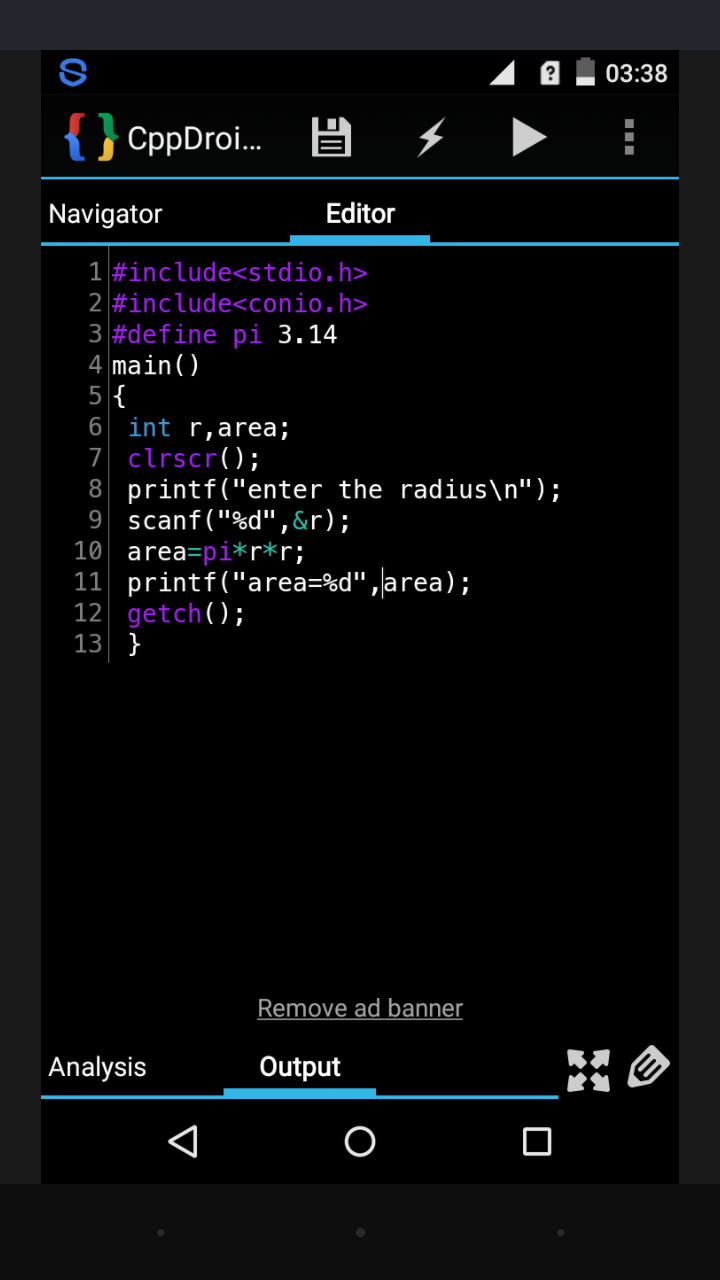 03:38
CppDroi...
Navigator Editor
1 #include<stdio.h>
2 #include<conio.h>
3 #define pi 3.14
4 main()
5 {
6 int r,area;
7 clrscr();
8 printf("enter the radius\n");
9 scanf("%d",&r);
10 area=pi*r*r;
11 printf("area=%d",area);
12 getch();
13 }
Remove ad banner
Analysis Output